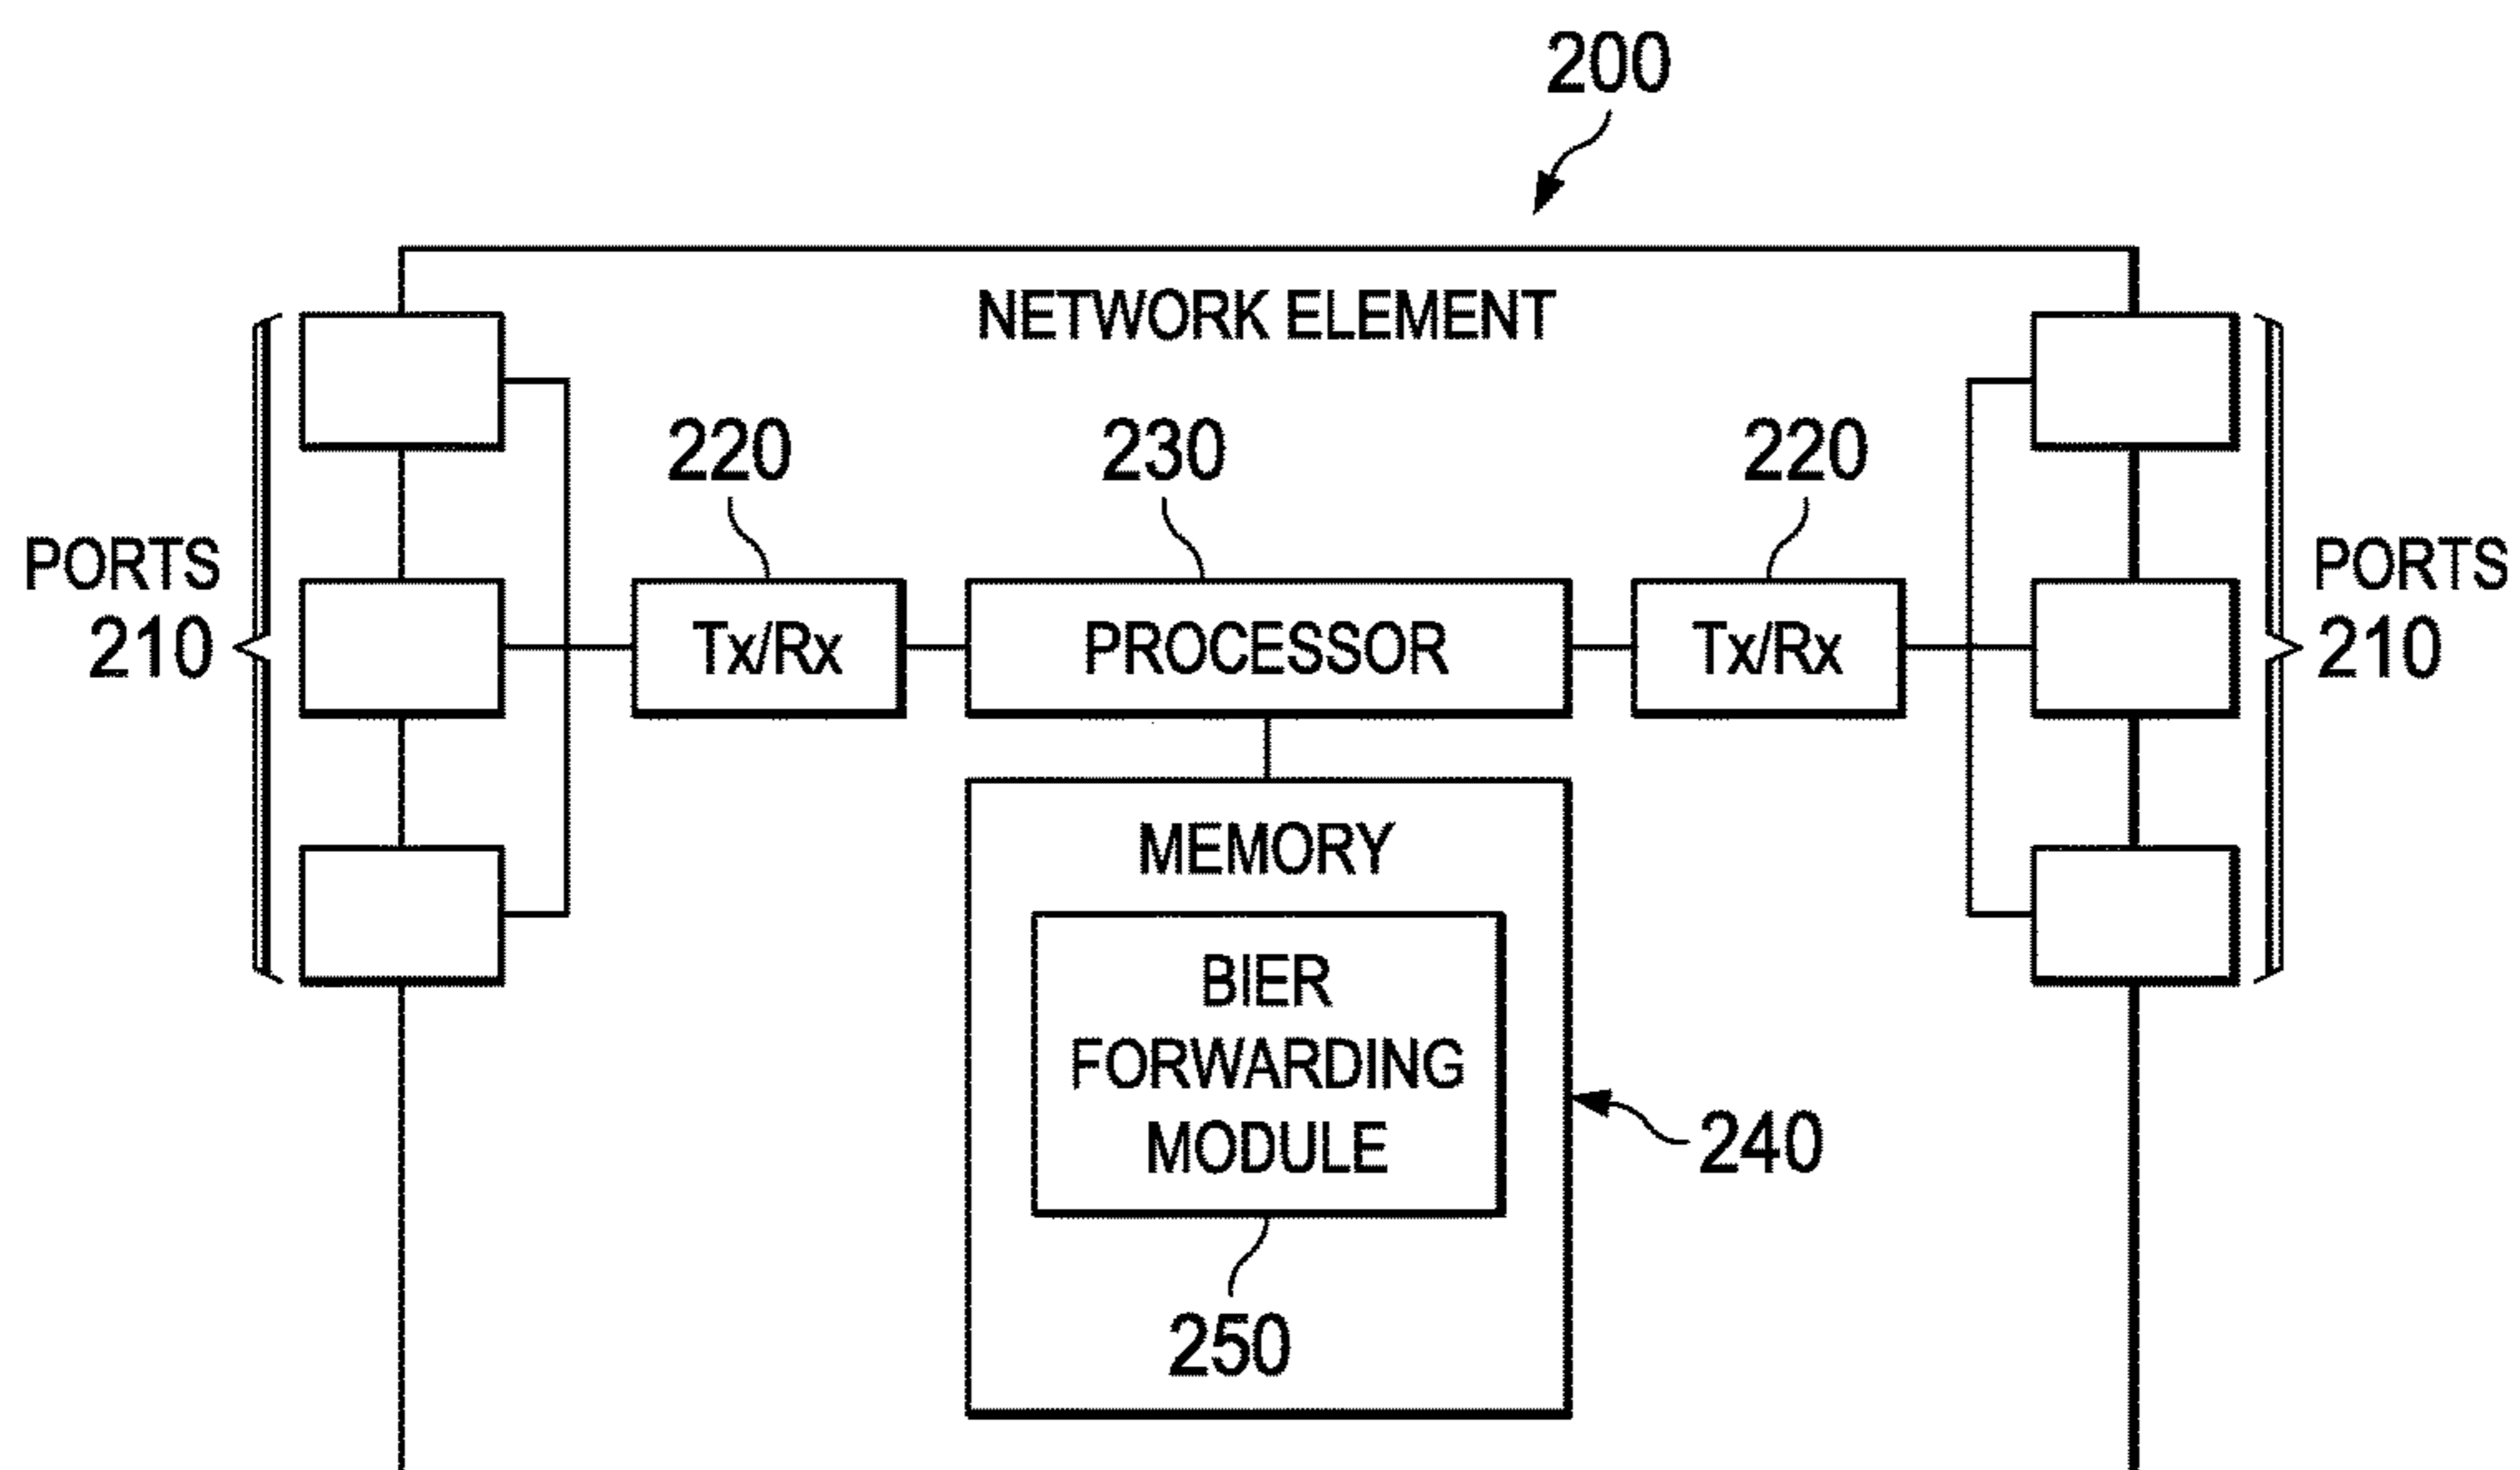 200
NETWORK ELEMENT
220
230
220
PORTS
210
Tx/Rx
PROCESSOR
Tx/Rx
PORTS
210
MEMORY
BIER
FORWARDING
MODULE
240
250